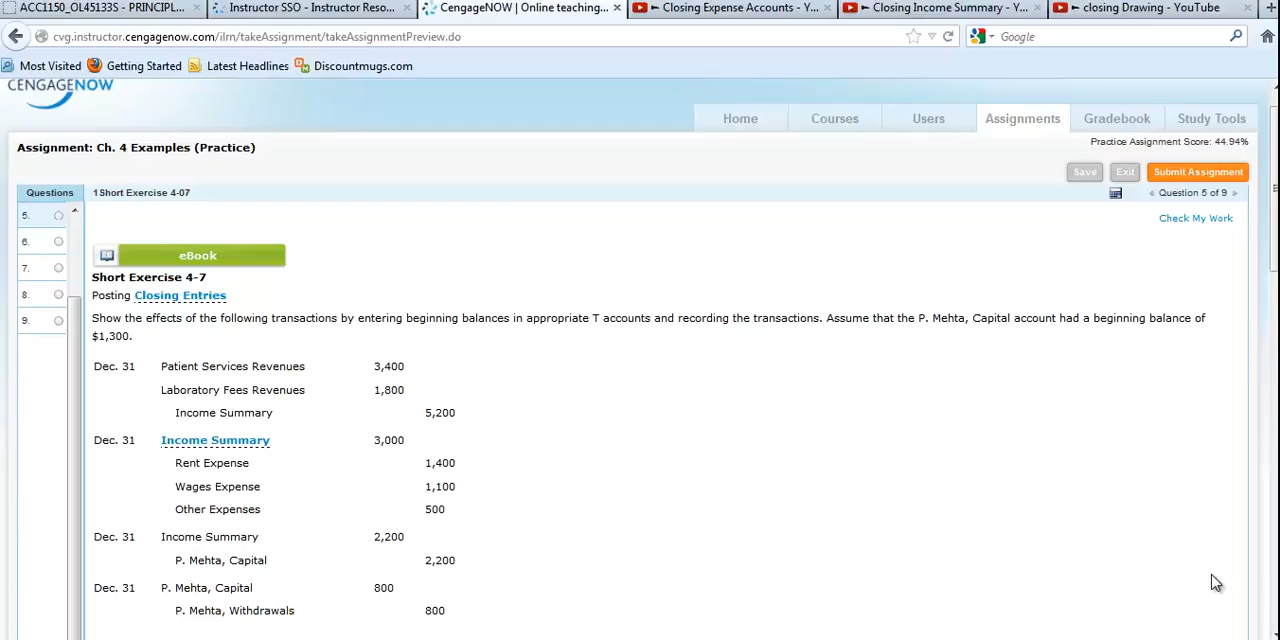 ACC1150_OL45133S - PRINCIPL... × Instructor SSO - Instructor Reso... × CengageNOW | Online teaching... × ► Closing Expense Accounts - Y... × ► Closing Income Summary - Y... × ► closing Drawing - YouTube × +
cvg.instructor.cengagenow.com/ilrn/takeAssignment/takeAssignmentPreview.do Google
Most Visited Getting Started Latest Headlines Discountmugs.com
CENGAGENOW
Home Courses Users Assignments Gradebook Study Tools
Practice Assignment Score: 44.94%
Assignment: Ch. 4 Examples (Practice)
Save Exit Submit Assignment
Questions 1Short Exercise 4-07 Question 5 of 9
5.
Check My Work
6.
eBook
7.
Short Exercise 4-7
8.
Posting Closing Entries
9.
Show the effects of the following transactions by entering beginning balances in appropriate T accounts and recording the transactions. Assume that the P. Mehta, Capital account had a beginning balance of
$1,300.
Dec. 31 Patient Services Revenues 3,400
Laboratory Fees Revenues 1,800
Income Summary 5,200
Dec. 31 Income Summary 3,000
Rent Expense 1,400
Wages Expense 1,100
Other Expenses 500
Dec. 31 Income Summary 2,200
P. Mehta, Capital 2,200
Dec. 31 P. Mehta, Capital 800
P. Mehta, Withdrawals 800